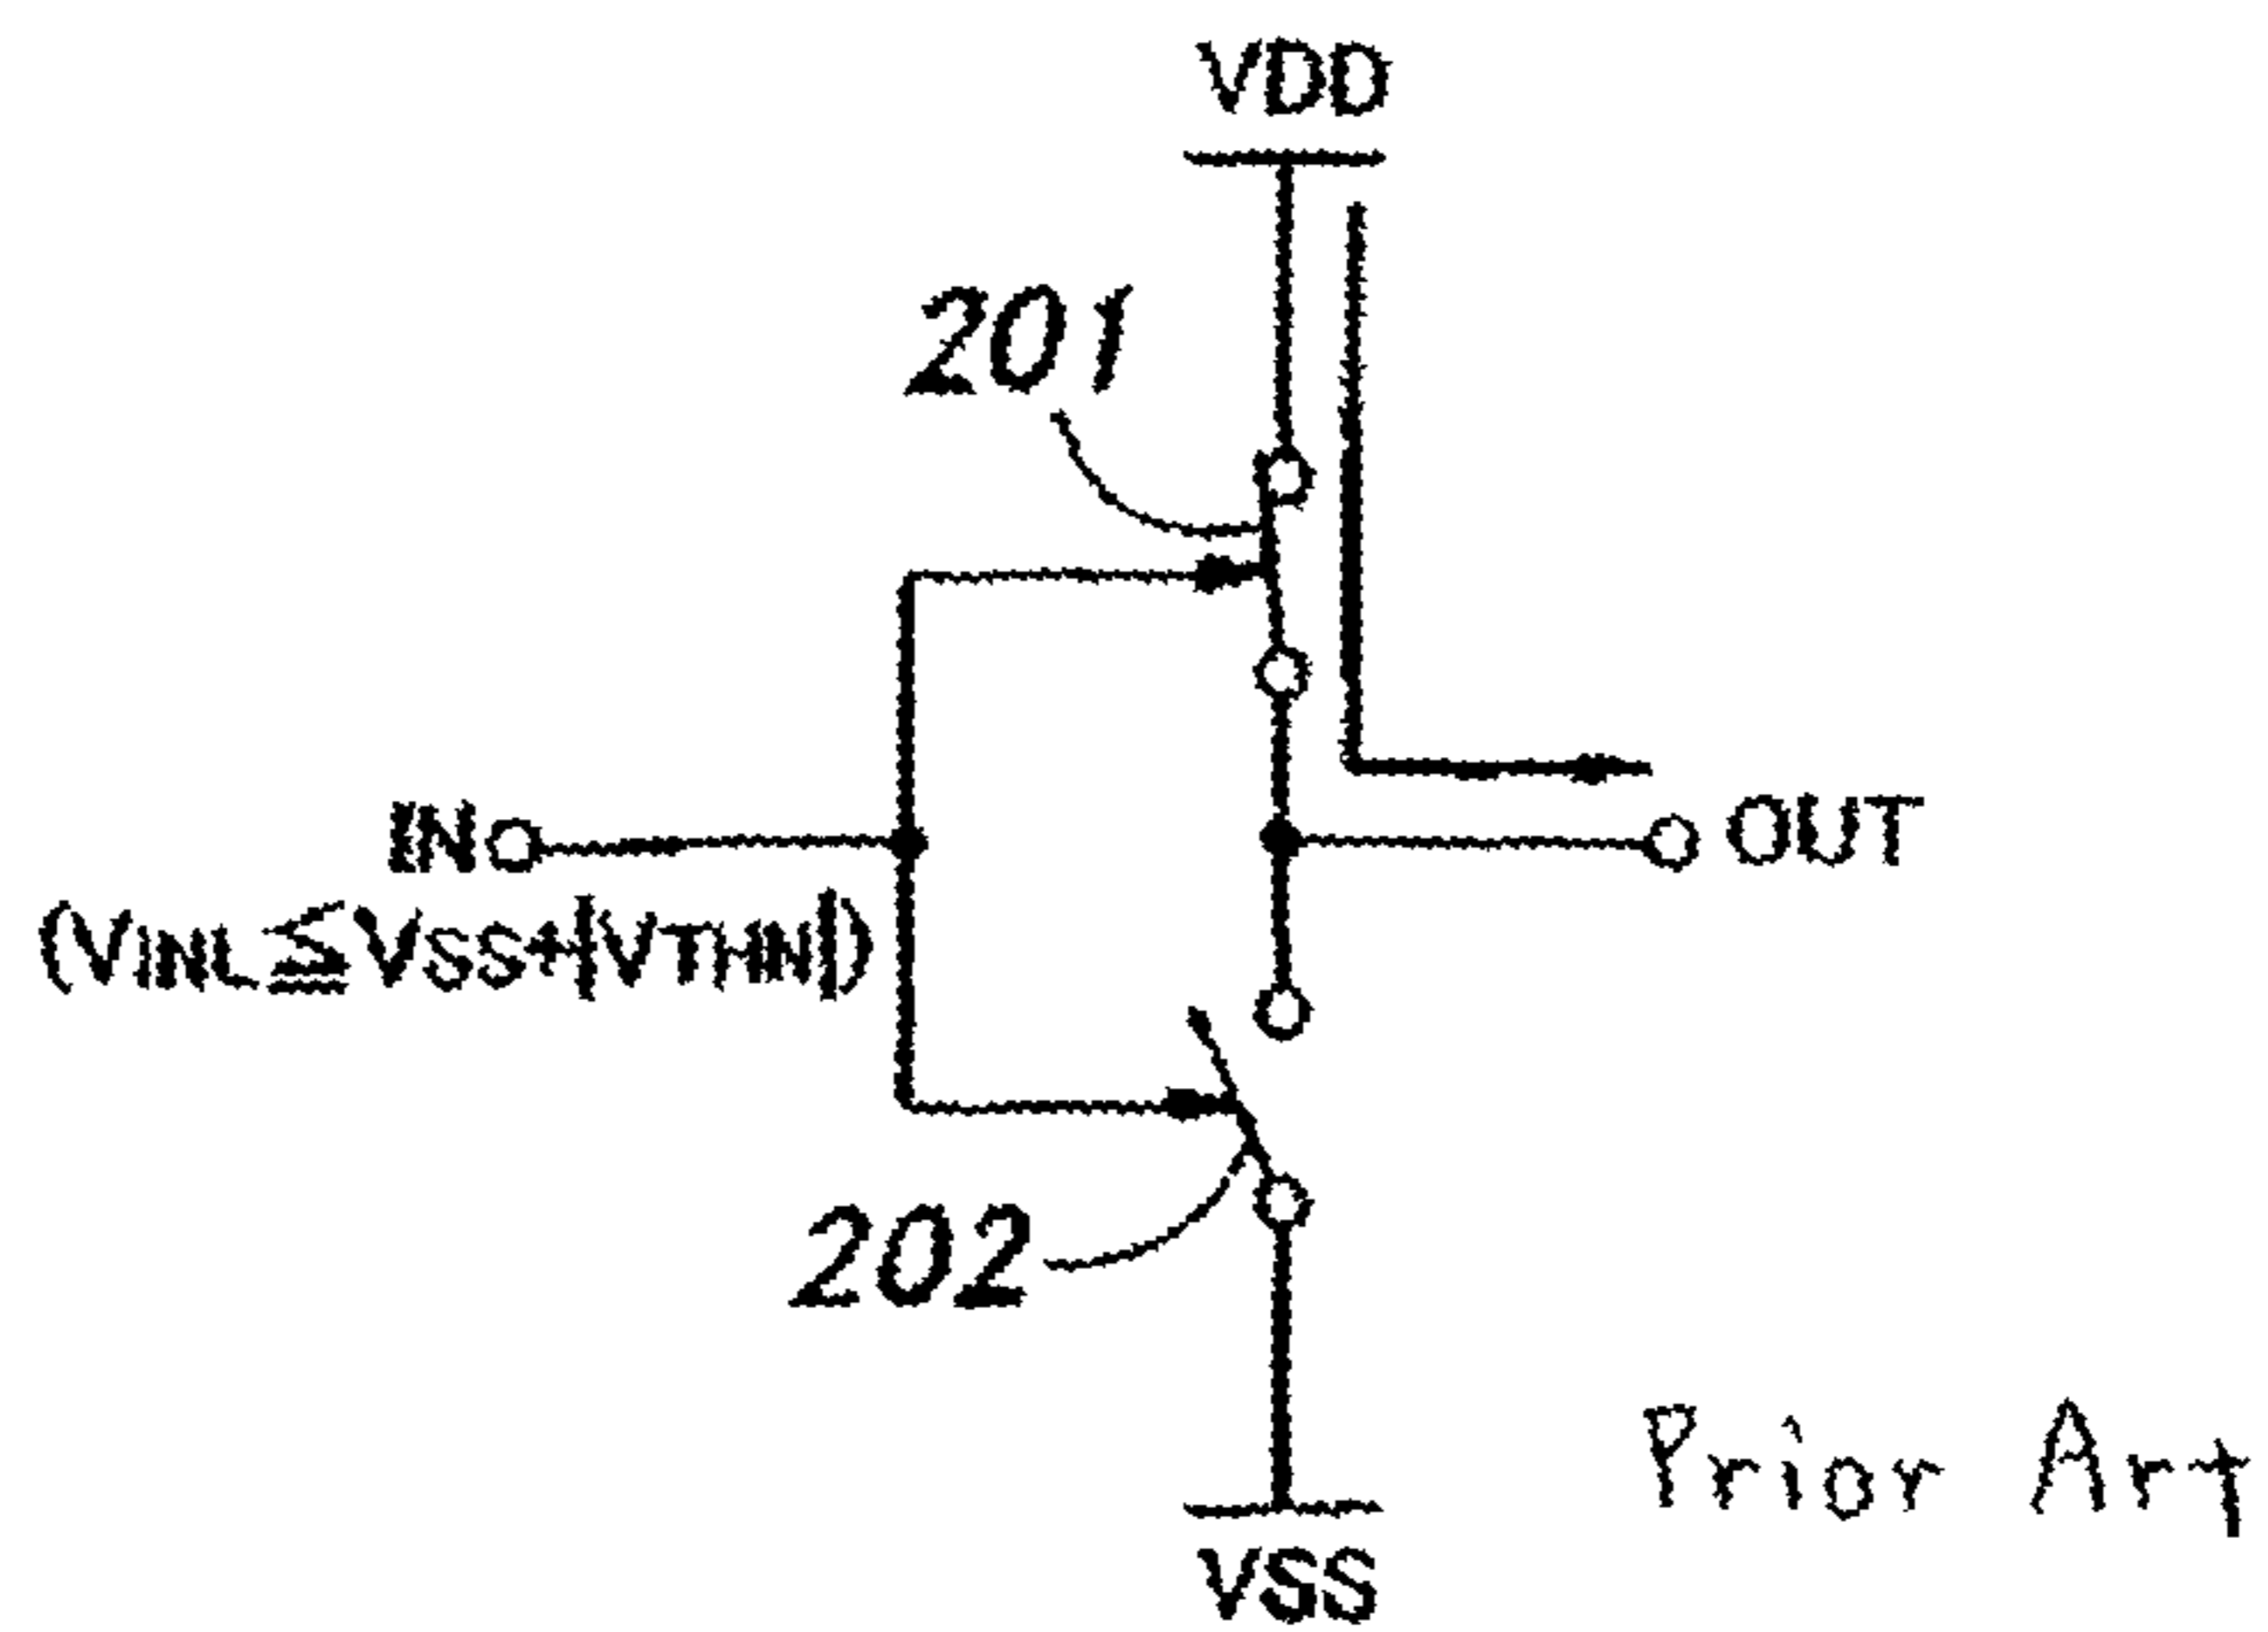 VDD
201
IN
OUT
(VINL≦VSS+|VTHN|)
202
Prior Art
VSS